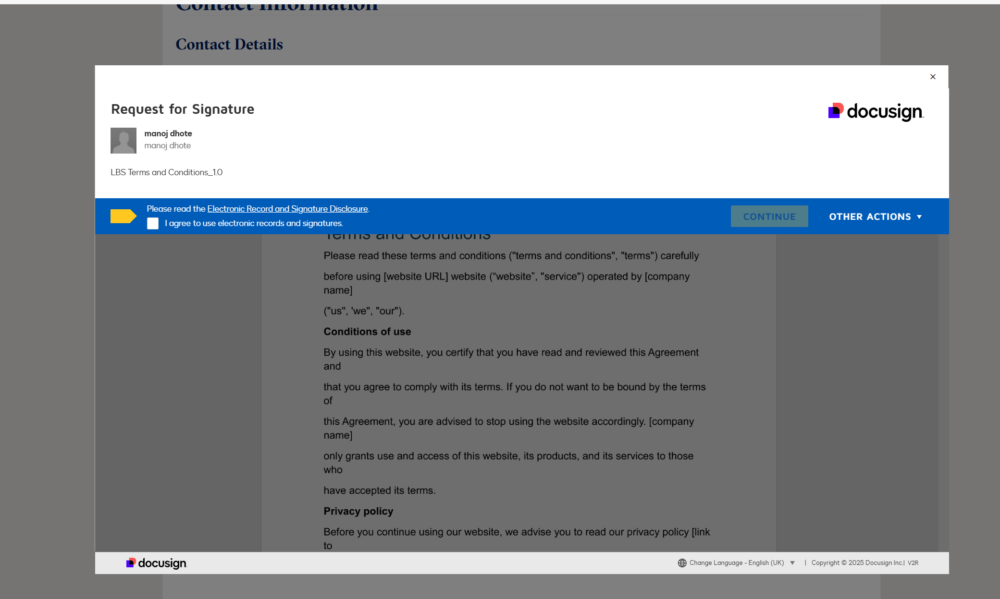 Contact Information
Contact Details
×
Request for Signature
docusign
manoj dhote
manoj dhote
LBS Terms and Conditions_1.0
Please read the Electronic Record and Signature Disclosure.
I agree to use electronic records and signatures.
CONTINUE
OTHER ACTIONS ▼
Terms and Conditions
Please read these terms and conditions ("terms and conditions", "terms") carefully
before using [website URL] website (“website”, "service") operated by [company
name]
("us", 'we", "our").
Conditions of use
By using this website, you certify that you have read and reviewed this Agreement
and
that you agree to comply with its terms. If you do not want to be bound by the terms
of
this Agreement, you are advised to stop using the website accordingly. [company
name]
only grants use and access of this website, its products, and its services to those
who
have accepted its terms.
Privacy policy
Before you continue using our website, we advise you to read our privacy policy [link
to
docusign
Change Language - English (UK) ▼ | Copyright © 2025 Docusign Inc.| V2R